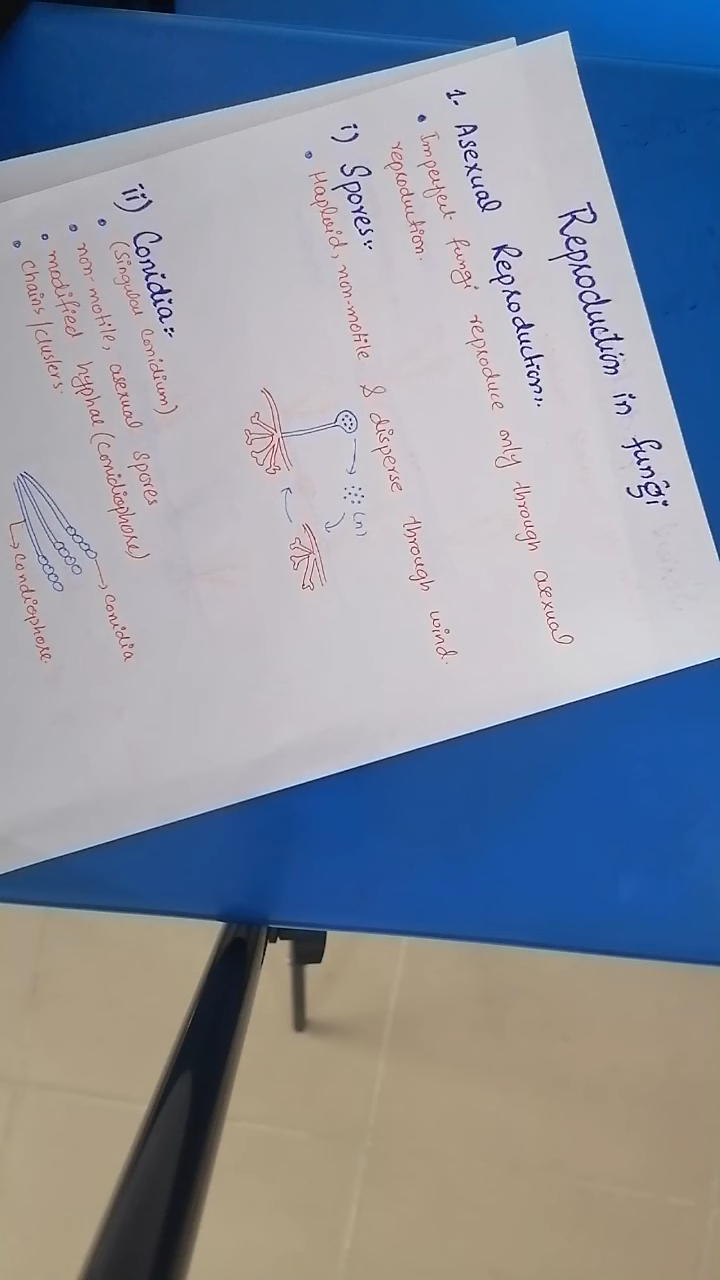 Reproduction in fungi
1- Asexual Reproduction:.
• Imperfect fungi reproduce only through asexual
reproduction.
i) Spores:.
• Haploid, non-motile & disperse through wind.
(n)
ii) Conidia:.
• (Singular Conidium)
• non-motile, asexual spores
• modified hyphae (conidiophore)
• Chains/clusters.
→ Conidia
→ Condiophore.